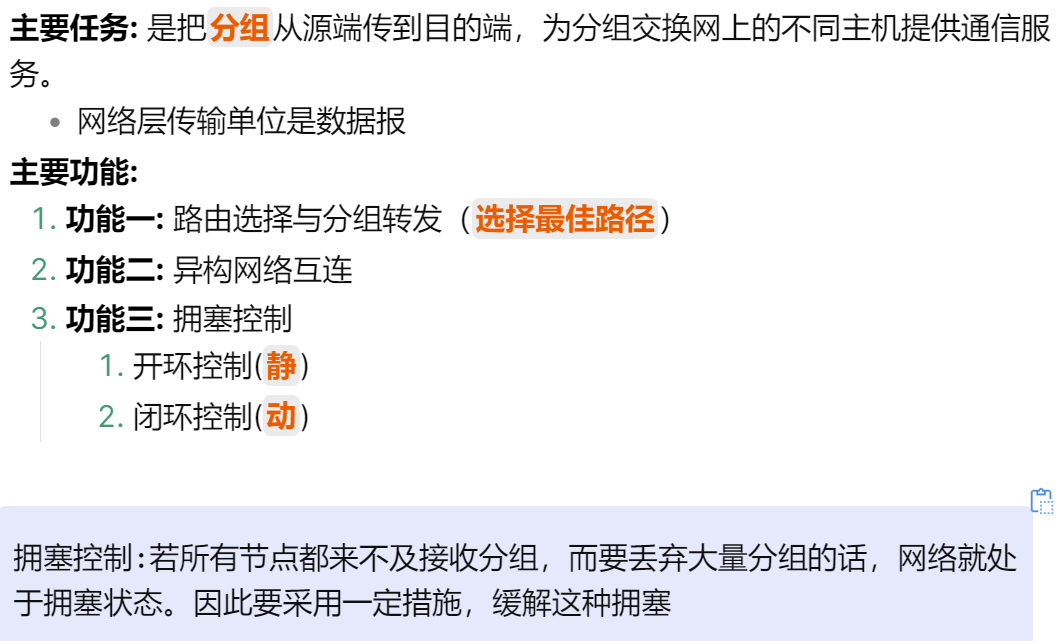 主要任务: 是把分组从源端传到目的端，为分组交换网上的不同主机提供通信服
务。
• 网络层传输单位是数据报
主要功能:
1. 功能一: 路由选择与分组转发（选择最佳路径）
2. 功能二: 异构网络互连
3. 功能三: 拥塞控制
1. 开环控制(静)
2. 闭环控制(动)
拥塞控制:若所有节点都来不及接收分组，而要丢弃大量分组的话，网络就处
于拥塞状态。因此要采用一定措施，缓解这种拥塞